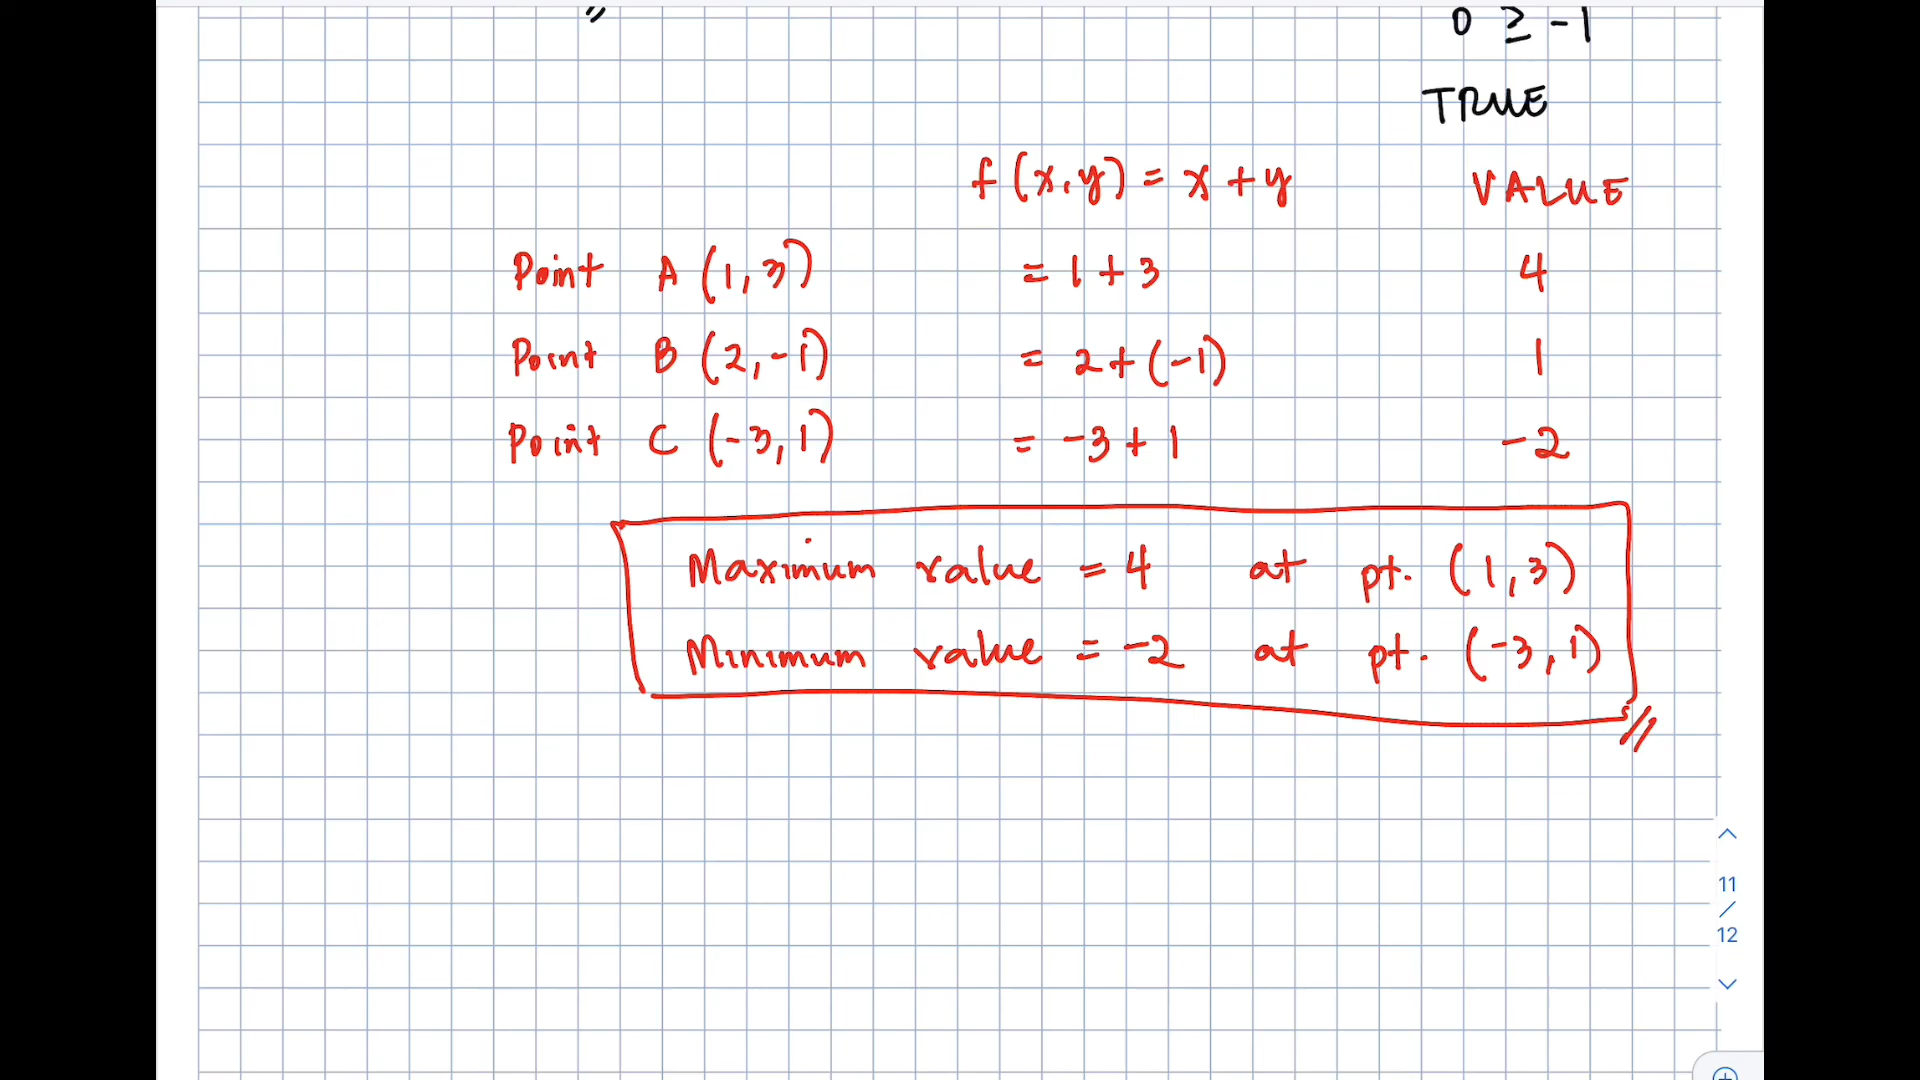 0 ≥ -1
TRUE
f(x,y) = x + y VALUE
Point A (1,3) = 1 + 3 4
Point B (2,-1) = 2 + (-1) 1
Point C (-3,1) = -3 + 1 -2
Maximum value = 4 at pt. (1,3)
Minimum value = -2 at pt. (-3,1)
11
/
12